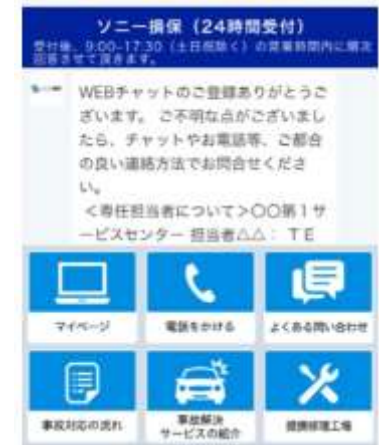 ソニー損保（24時間受付）
受付後、9:00-17:30（土日祝除く）の営業時間内に順次
回答させて頂きます。
WEBチャットのご登録ありがとうご
ざいます。 ご不明な点がございまし
たら、チャットやお電話等、ご都合
の良い連絡方法でお問合せくださ
い。
＜専任担当者について＞〇〇第１サ
ービスセンター 担当者△△： ＴＥ
マイページ
電話をかける
よくある問い合わせ
事故対応の流れ
事故解決
サービスの紹介
提携修理工場